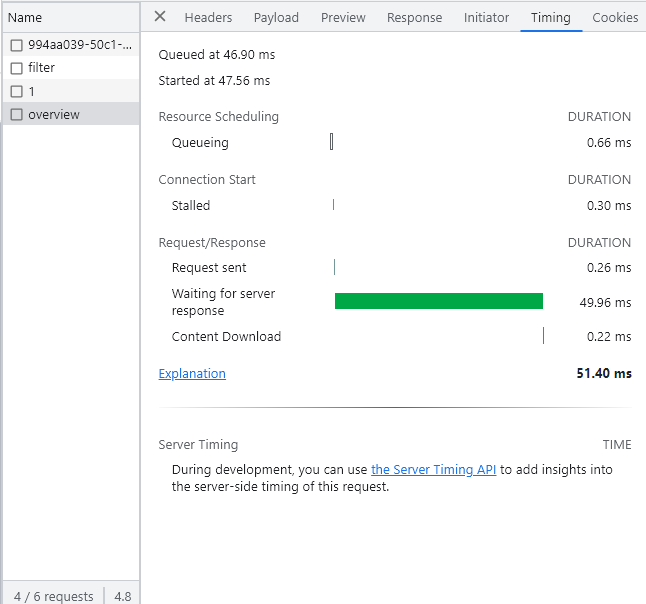 Name
Headers Payload Preview Response Initiator Timing Cookies
994aa039-50c1-...
filter
1
overview
Queued at 46.90 ms
Started at 47.56 ms
Resource Scheduling DURATION
Queueing 0.66 ms
Connection Start DURATION
Stalled 0.30 ms
Request/Response DURATION
Request sent 0.26 ms
Waiting for server
response 49.96 ms
Content Download 0.22 ms
Explanation 51.40 ms
Server Timing TIME
During development, you can use the Server Timing API to add insights into
the server-side timing of this request.
4 / 6 requests 4.8